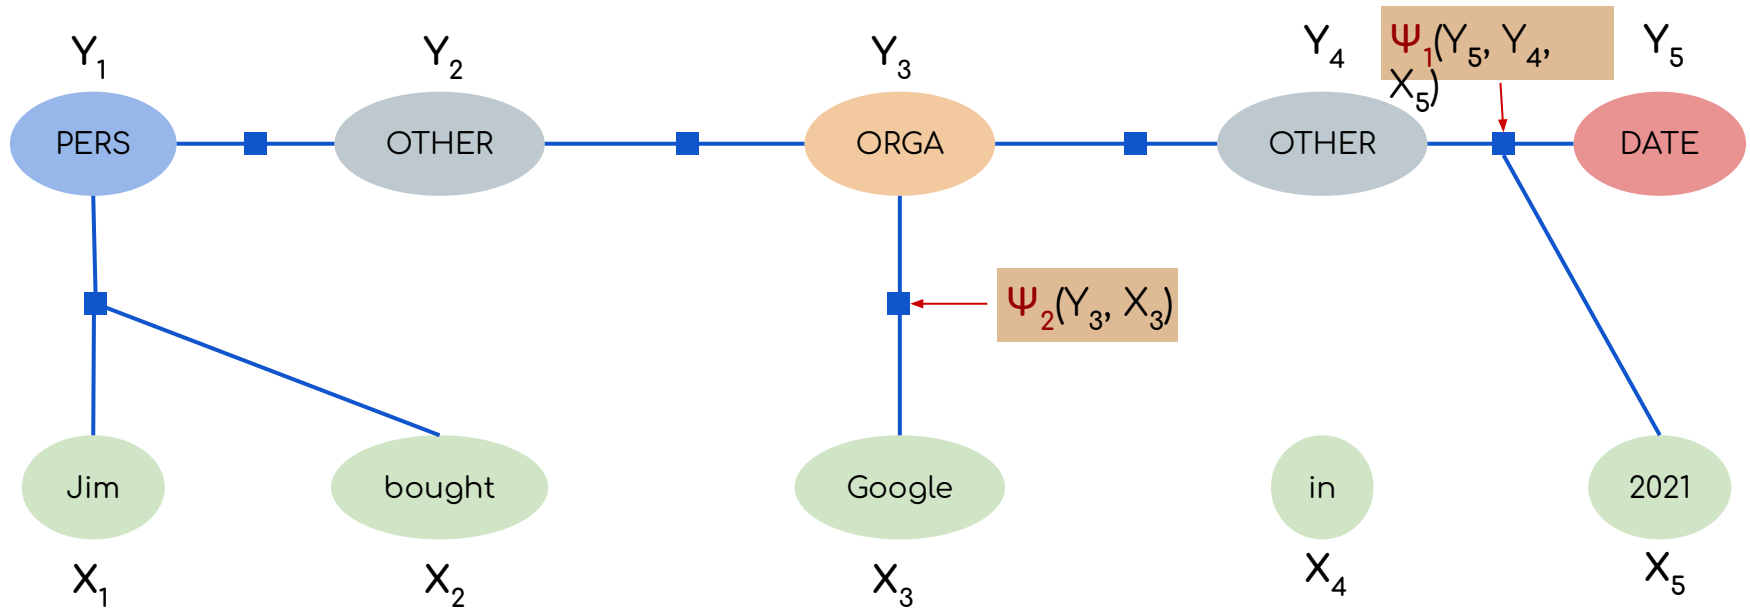 Y1 Y2 Y3 Y4 Ψ1(Y5, Y4, Y5
X5)
PERS OTHER ORGA OTHER DATE
Ψ2(Y3, X3)
Jim bought Google in 2021
X1 X2 X3 X4 X5